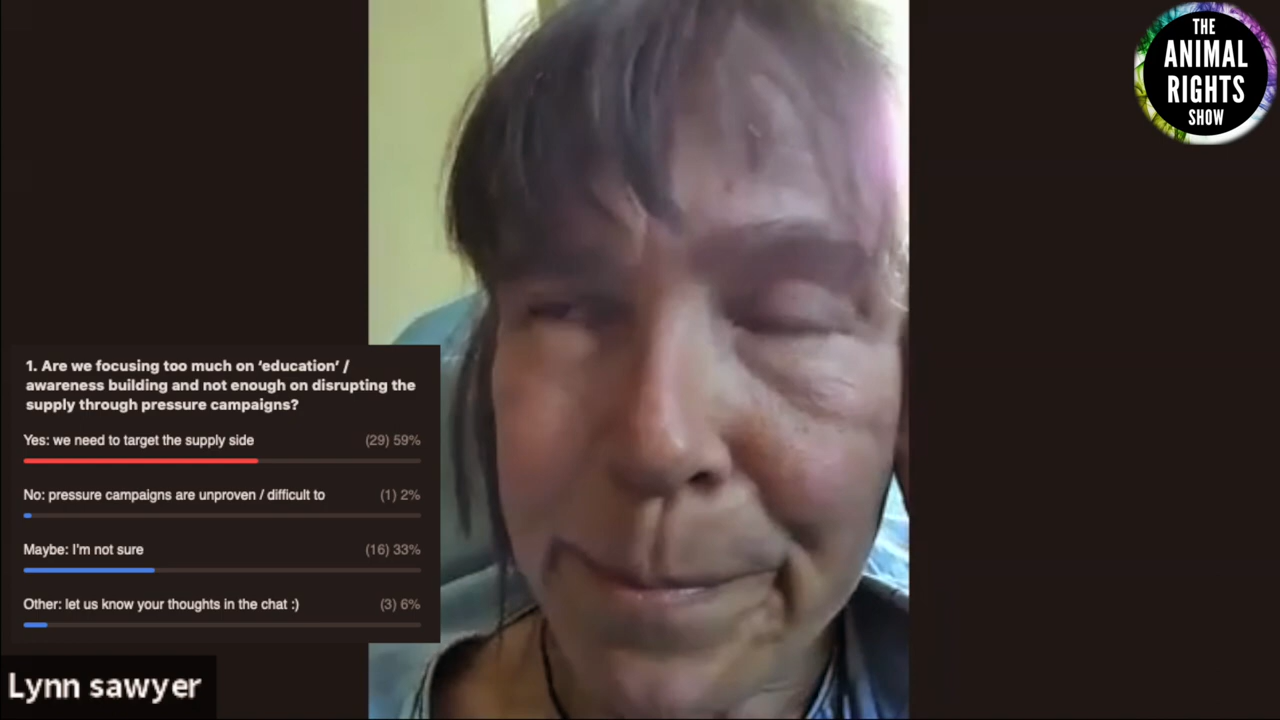 THE
ANIMAL
RIGHTS
SHOW
1. Are we focusing too much on ‘education’ /
awareness building and not enough on disrupting the
supply through pressure campaigns?
Yes: we need to target the supply side (29) 59%
No: pressure campaigns are unproven / difficult to (1) 2%
Maybe: I'm not sure (16) 33%
Other: let us know your thoughts in the chat :) (3) 6%
Lynn sawyer